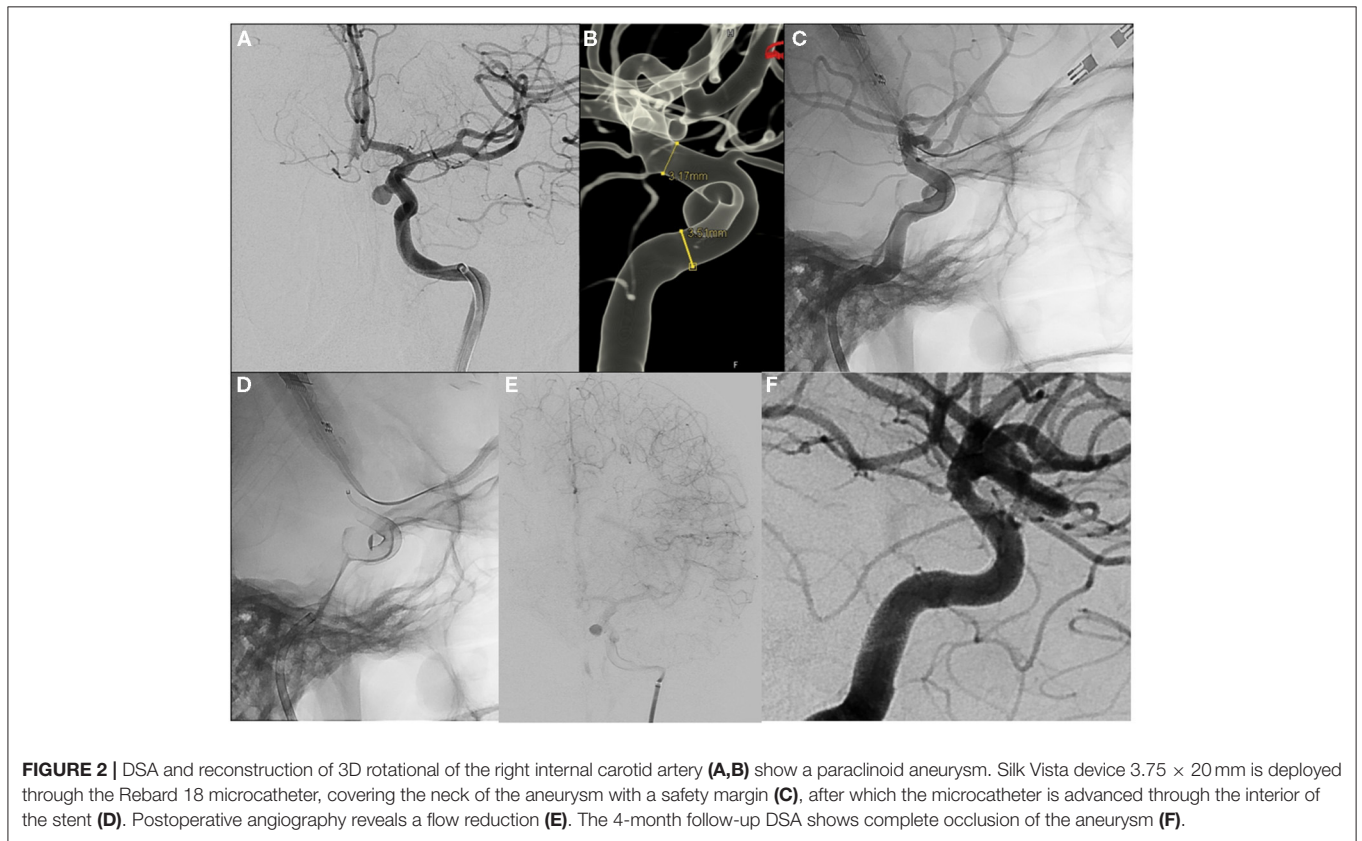 A
B
C
3.17mm
F
D
E
F
FIGURE 2 | DSA and reconstruction of 3D rotational of the right internal carotid artery (A,B) show a paraclinoid aneurysm. Silk Vista device 3.75 × 20 mm is deployed
through the Rebard 18 microcatheter, covering the neck of the aneurysm with a safety margin (C), after which the microcatheter is advanced through the interior of
the stent (D). Postoperative angiography reveals a flow reduction (E). The 4-month follow-up DSA shows complete occlusion of the aneurysm (F).